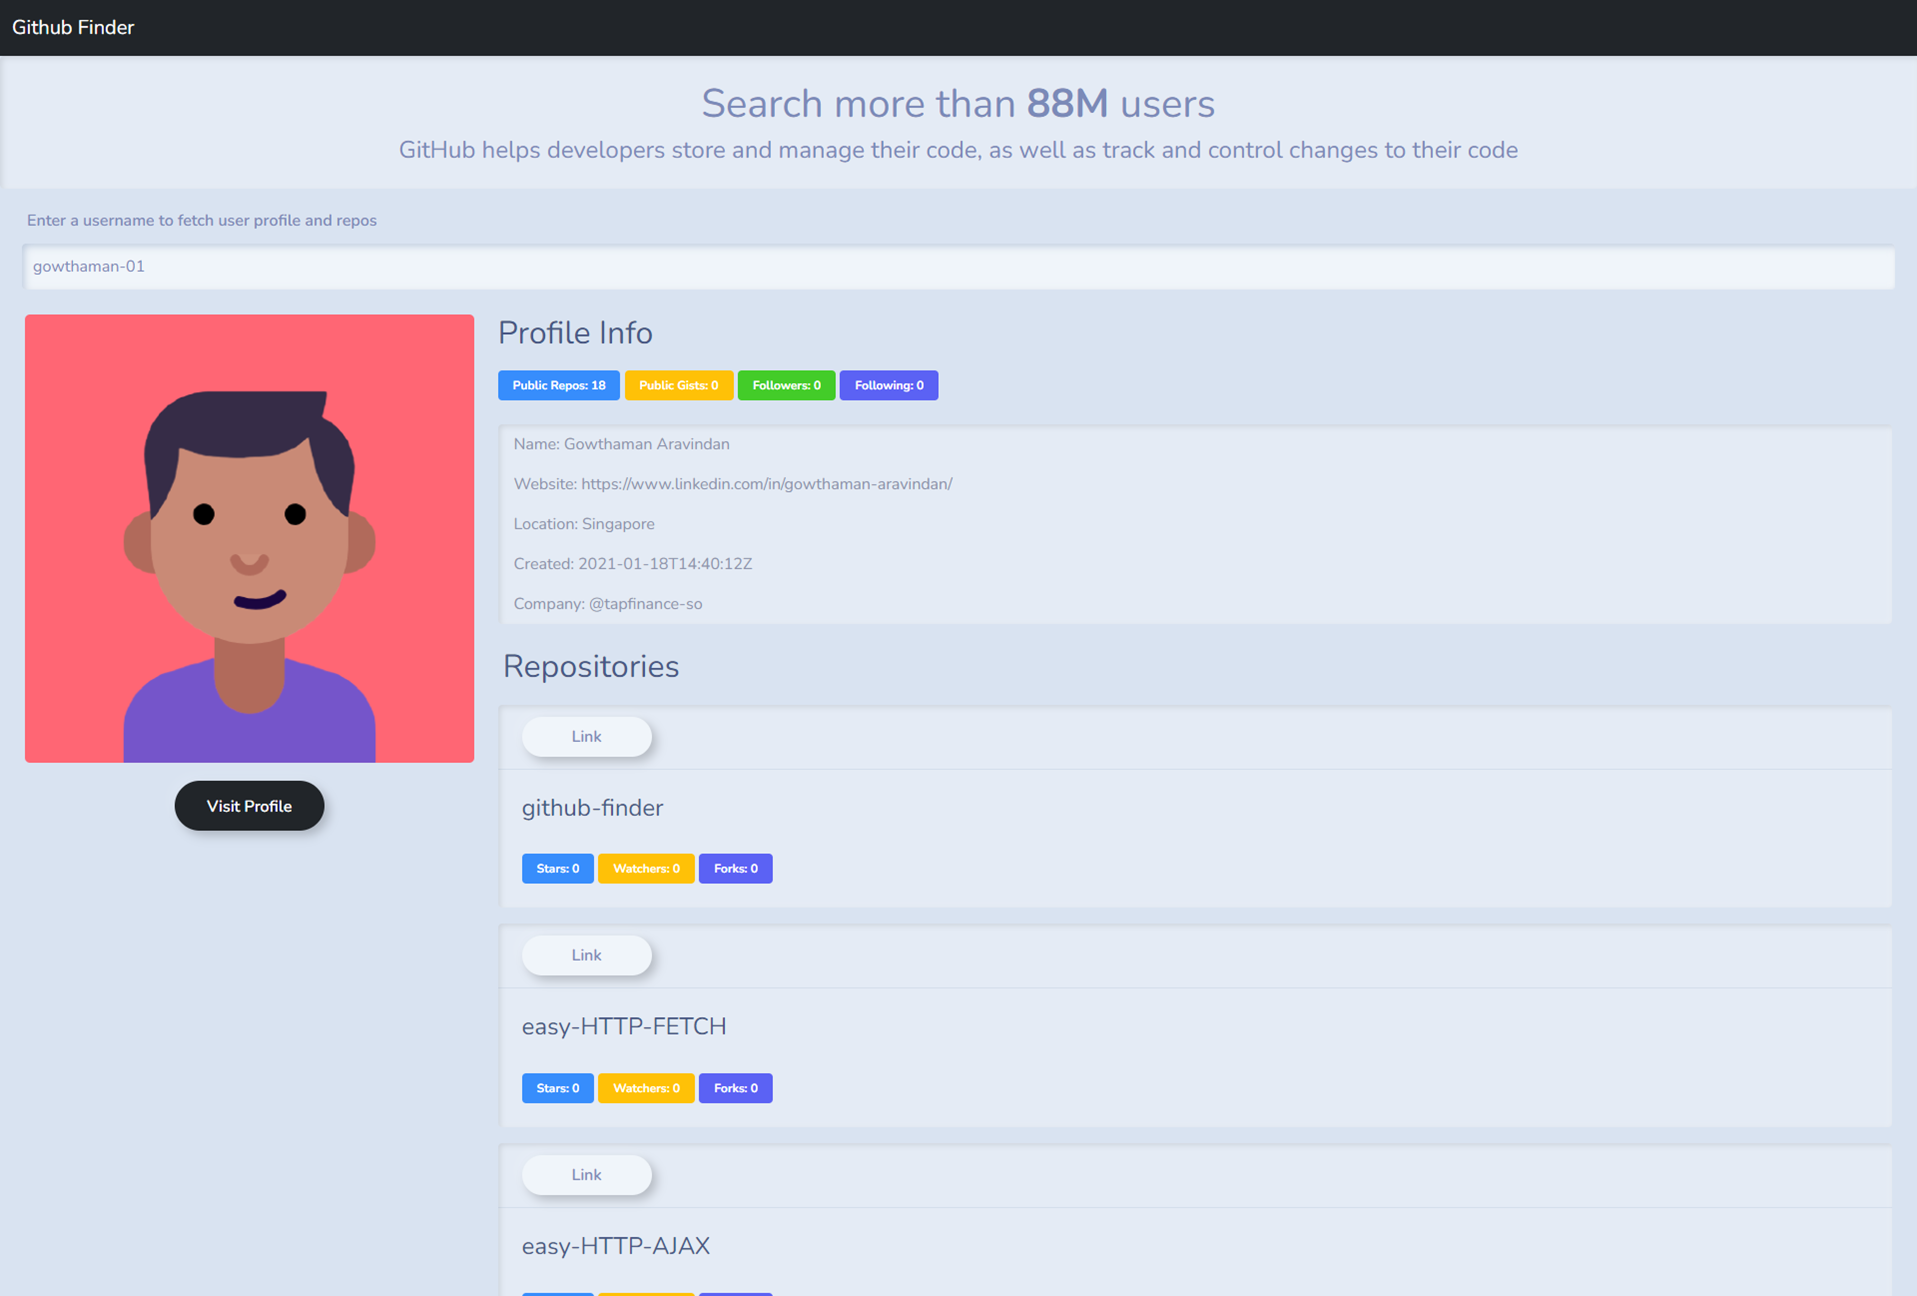 Github Finder
Search more than 88M users
GitHub helps developers store and manage their code, as well as track and control changes to their code
Enter a username to fetch user profile and repos
gowthaman-01
Profile Info
Public Repos: 18 Public Gists: 0 Followers: 0 Following: 0
Name: Gowthaman Aravindan
Website: https://www.linkedin.com/in/gowthaman-aravindan/
Location: Singapore
Created: 2021-01-18T14:40:12Z
Company: @tapfinance-so
Visit Profile
Repositories
Link
github-finder
Stars: 0 Watchers: 0 Forks: 0
Link
easy-HTTP-FETCH
Stars: 0 Watchers: 0 Forks: 0
Link
easy-HTTP-AJAX